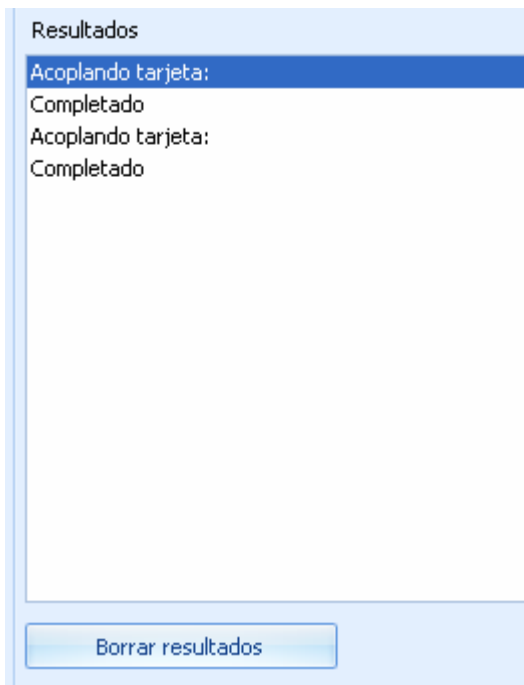 Resultados
Acoplando tarjeta:
Completado
Acoplando tarjeta:
Completado
Borrar resultados